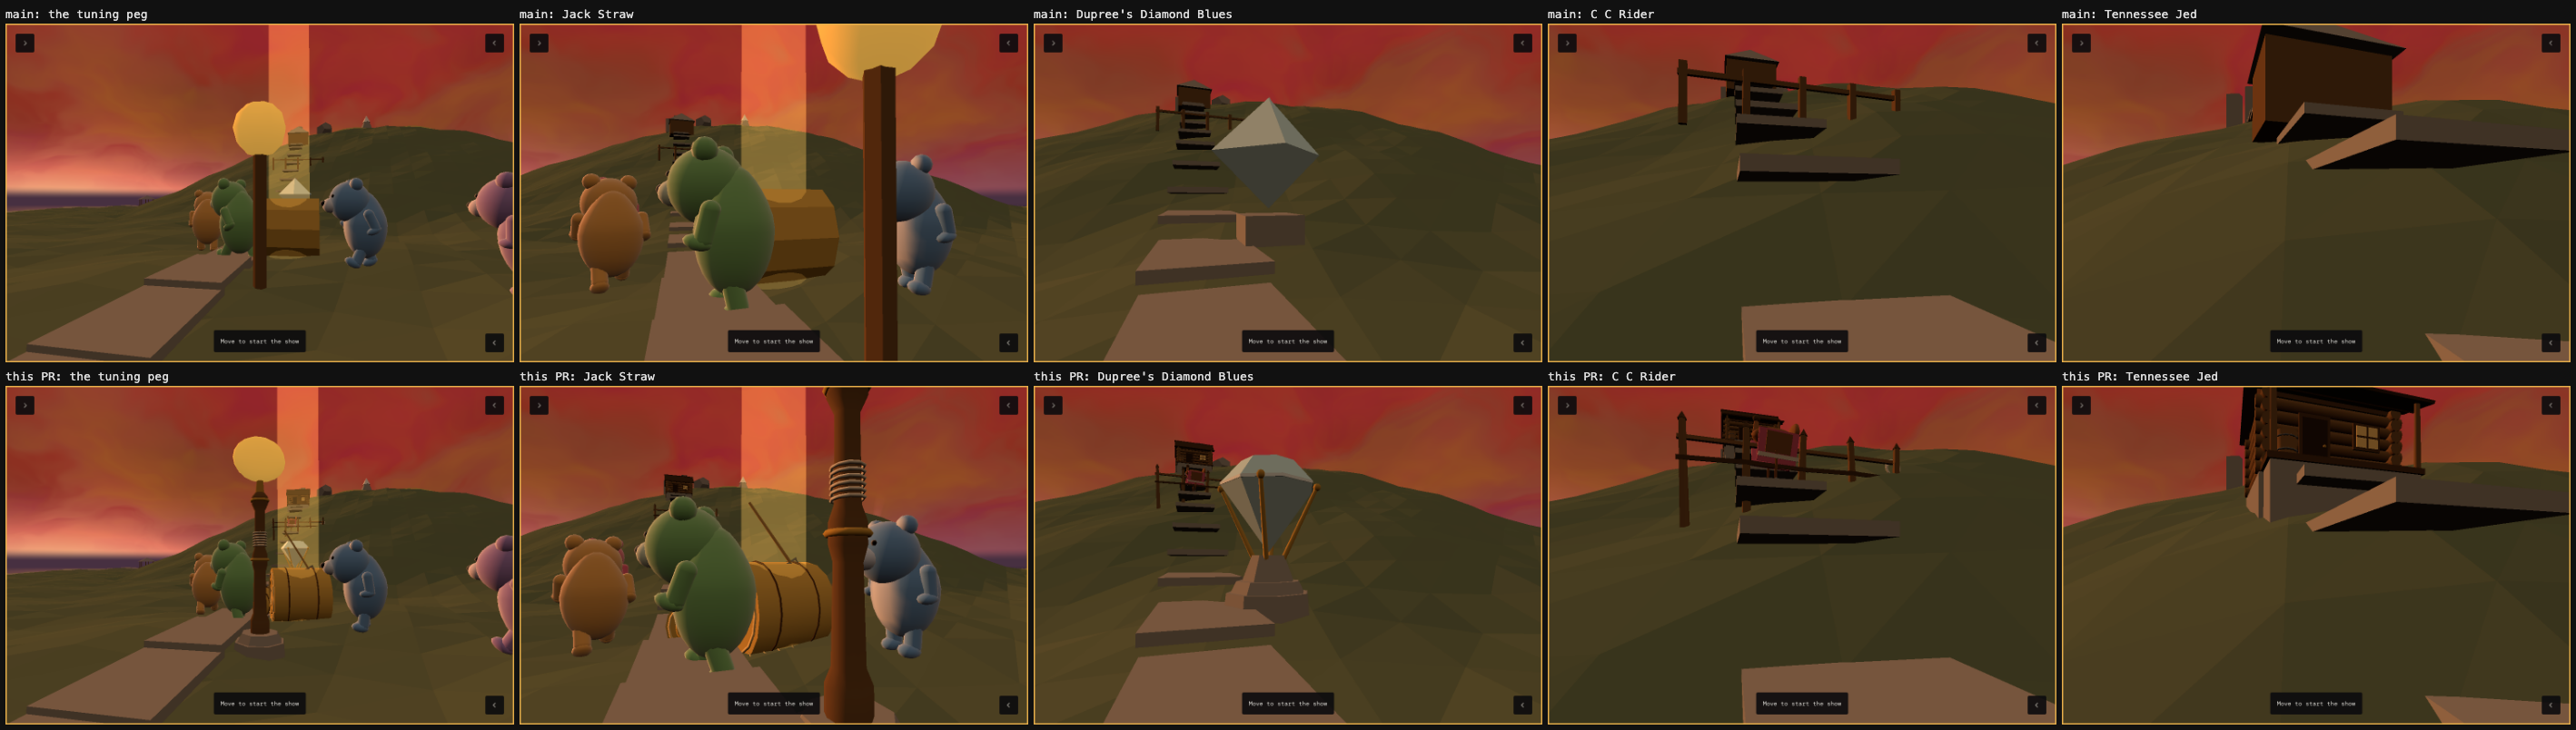 main: the tuning peg
main: Jack Straw
main: Dupree's Diamond Blues
main: C C Rider
main: Tennessee Jed
Move to start the show
Move to start the show
Move to start the show
Move to start the show
Move to start the show
this PR: the tuning peg
this PR: Jack Straw
this PR: Dupree's Diamond Blues
this PR: C C Rider
this PR: Tennessee Jed
Move to start the show
Move to start the show
Move to start the show
Move to start the show
Move to start the show